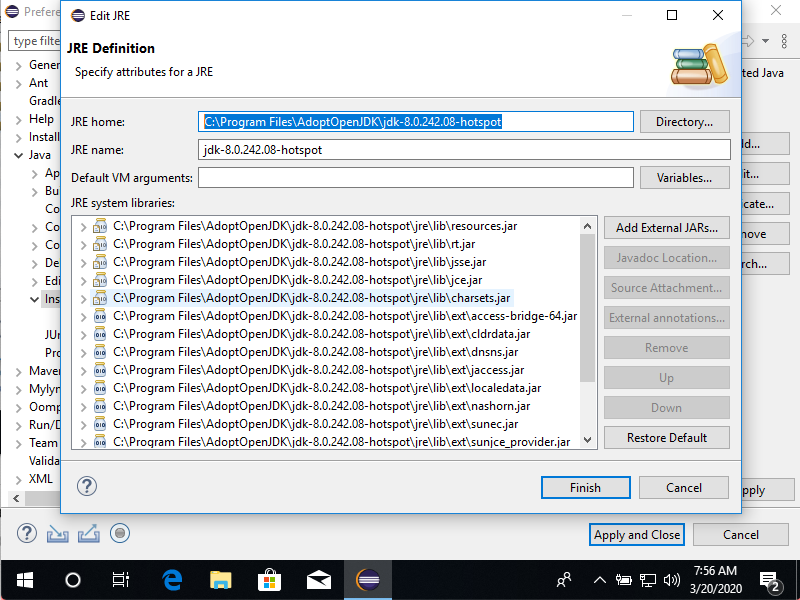 Prefere
Edit JRE
type filte
JRE Definition
Specify attributes for a JRE
ted Java
Gener
Ant
Gradle
Help
Install
Java
Ap
Bu
Co
Co
Co
De
Edi
Ins
JUr
Pro
Maven
Mylyn
Oomp
Run/D
Team
Valida
XML
JRE home:
C:\Program Files\AdoptOpenJDK\jdk-8.0.242.08-hotspot
Directory...
JRE name:
jdk-8.0.242.08-hotspot
Default VM arguments:
Variables...
JRE system libraries:
C:\Program Files\AdoptOpenJDK\jdk-8.0.242.08-hotspot\jre\lib\resources.jar
C:\Program Files\AdoptOpenJDK\jdk-8.0.242.08-hotspot\jre\lib\rt.jar
C:\Program Files\AdoptOpenJDK\jdk-8.0.242.08-hotspot\jre\lib\jsse.jar
C:\Program Files\AdoptOpenJDK\jdk-8.0.242.08-hotspot\jre\lib\jce.jar
C:\Program Files\AdoptOpenJDK\jdk-8.0.242.08-hotspot\jre\lib\charsets.jar
C:\Program Files\AdoptOpenJDK\jdk-8.0.242.08-hotspot\jre\lib\ext\access-bridge-64.jar
C:\Program Files\AdoptOpenJDK\jdk-8.0.242.08-hotspot\jre\lib\ext\cldrdata.jar
C:\Program Files\AdoptOpenJDK\jdk-8.0.242.08-hotspot\jre\lib\ext\dnsns.jar
C:\Program Files\AdoptOpenJDK\jdk-8.0.242.08-hotspot\jre\lib\ext\jaccess.jar
C:\Program Files\AdoptOpenJDK\jdk-8.0.242.08-hotspot\jre\lib\ext\localedata.jar
C:\Program Files\AdoptOpenJDK\jdk-8.0.242.08-hotspot\jre\lib\ext\nashorn.jar
C:\Program Files\AdoptOpenJDK\jdk-8.0.242.08-hotspot\jre\lib\ext\sunec.jar
C:\Program Files\AdoptOpenJDK\jdk-8.0.242.08-hotspot\jre\lib\ext\sunjce_provider.jar
Add External JARs...
Javadoc Location...
Source Attachment...
External annotations...
Remove
Up
Down
Restore Default
Finish
Cancel
d...
it...
cate...
ove
rch...
pply
Apply and Close
Cancel
7:56 AM
3/20/2020
2